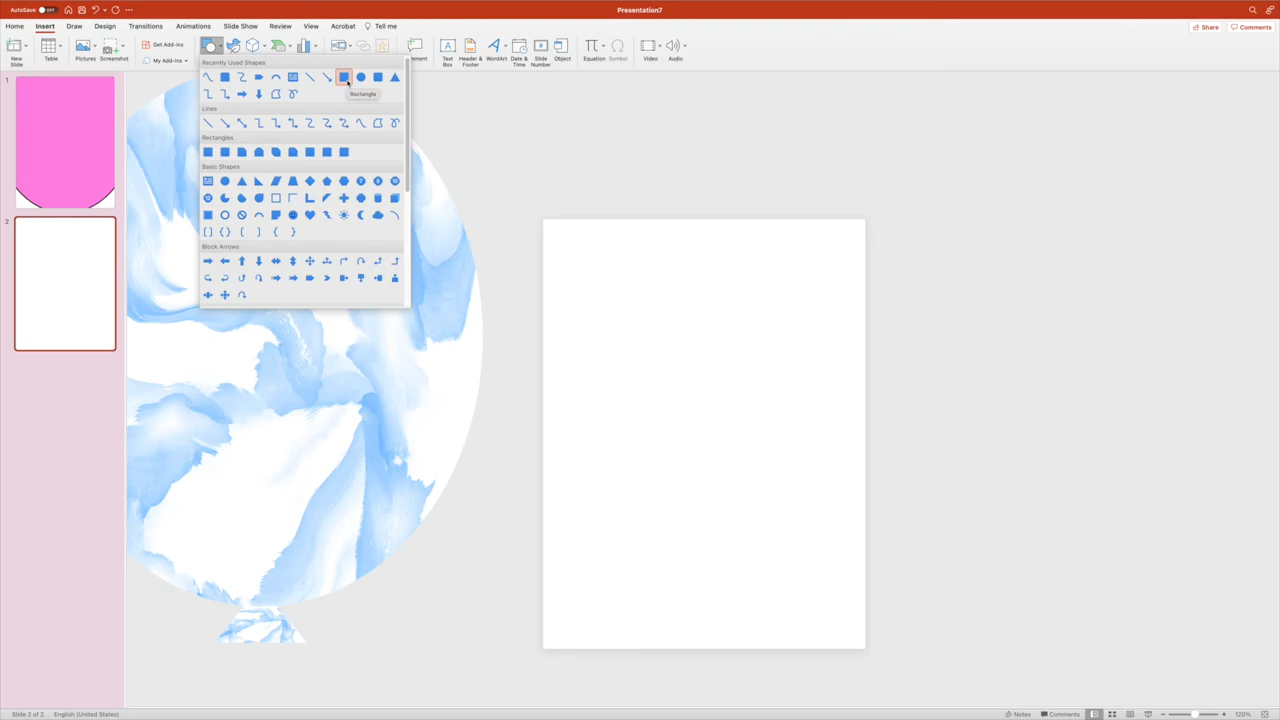 AutoSave OFF
Presentation7
Home Insert Draw Design Transitions Animations Slide Show Review View Acrobat Tell me
Share Comments
New Slide
Table
Pictures
Screenshot
Get Add-ins
My Add-ins
Text Box
Header & Footer
WordArt
Date & Time
Slide Number
Object
Equation
Symbol
Video
Audio
Recently Used Shapes
Rectangle
Lines
Rectangles
Basic Shapes
Block Arrows
1
2
Slide 2 of 2 English (United States)
Notes Comments 120%